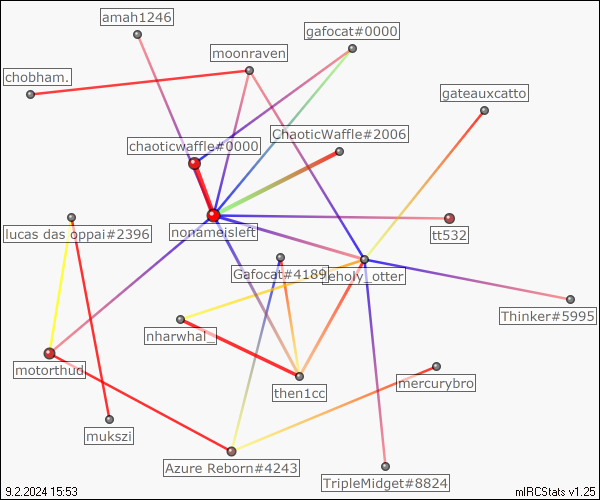 amah1246
gafocat#0000
moonraven
chobham.
gateauxcatto
ChaoticWaffle#2006
chaoticwaffle#0000
nonameisleft
tt532
lucas das oppai#2396
Gafocat#4189
eholy_otter
Thinker#5995
nharwhal_
motorthud
then1cc
mercurybro
mukszi
Azure Reborn#4243
TripleMidget#8824
9.2.2024 15:53
mIRCStats v1.25